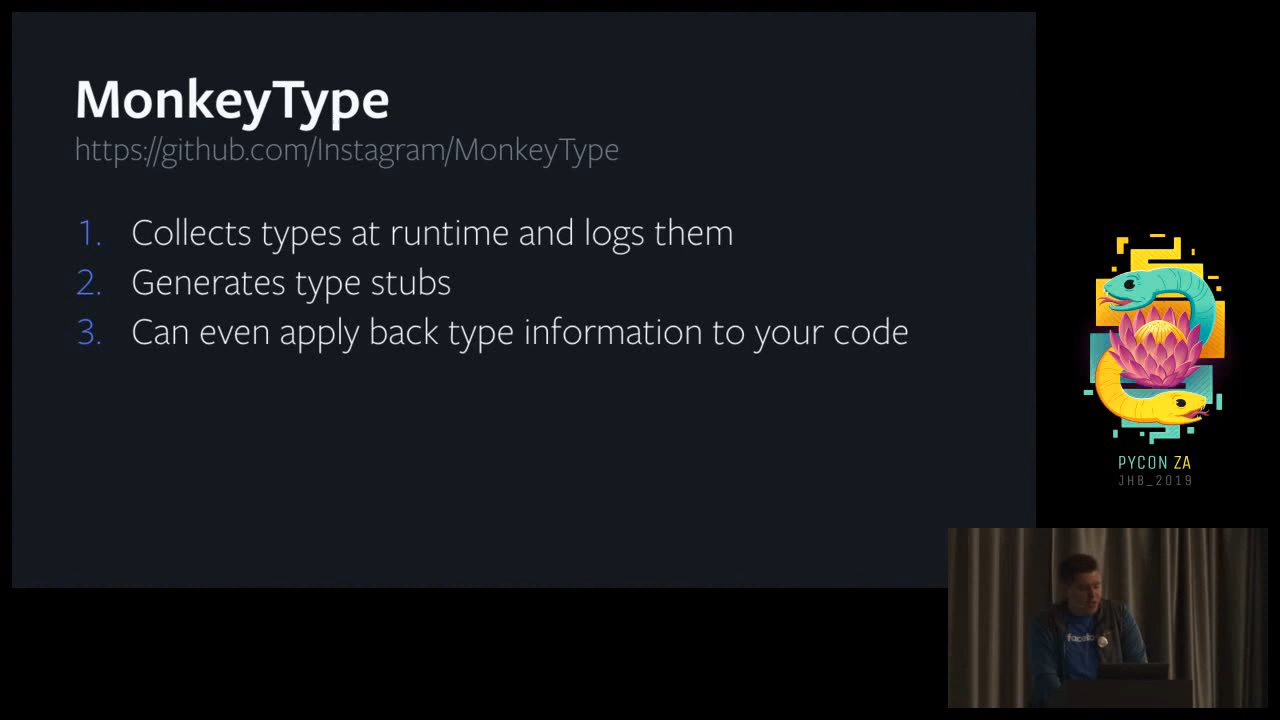 MonkeyType
https://github.com/Instagram/MonkeyType
1. Collects types at runtime and logs them
2. Generates type stubs
3. Can even apply back type information to your code
PYCON ZA
JHB_2019